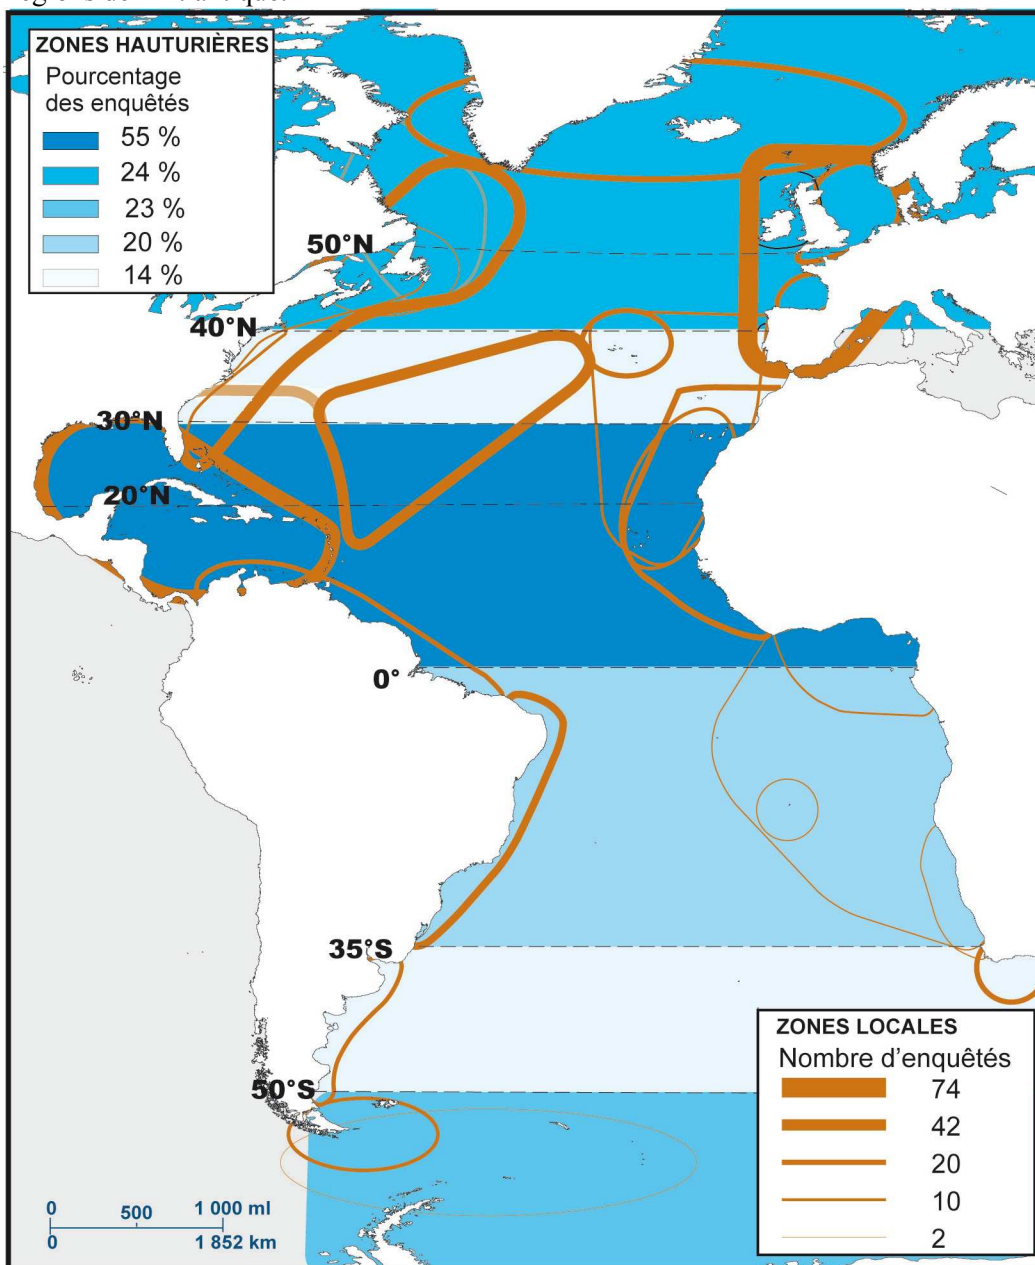 ZONES HAUTURIÈRES
Pourcentage
des enquêtés
55 %
24 %
23 %
20 %
14 %
50°N
40°N
30°N
20°N
0°
35°S
50°S
ZONES LOCALES
Nombre d'enquêtés
74
42
20
10
2
0 500 1 000 ml
0 1 852 km